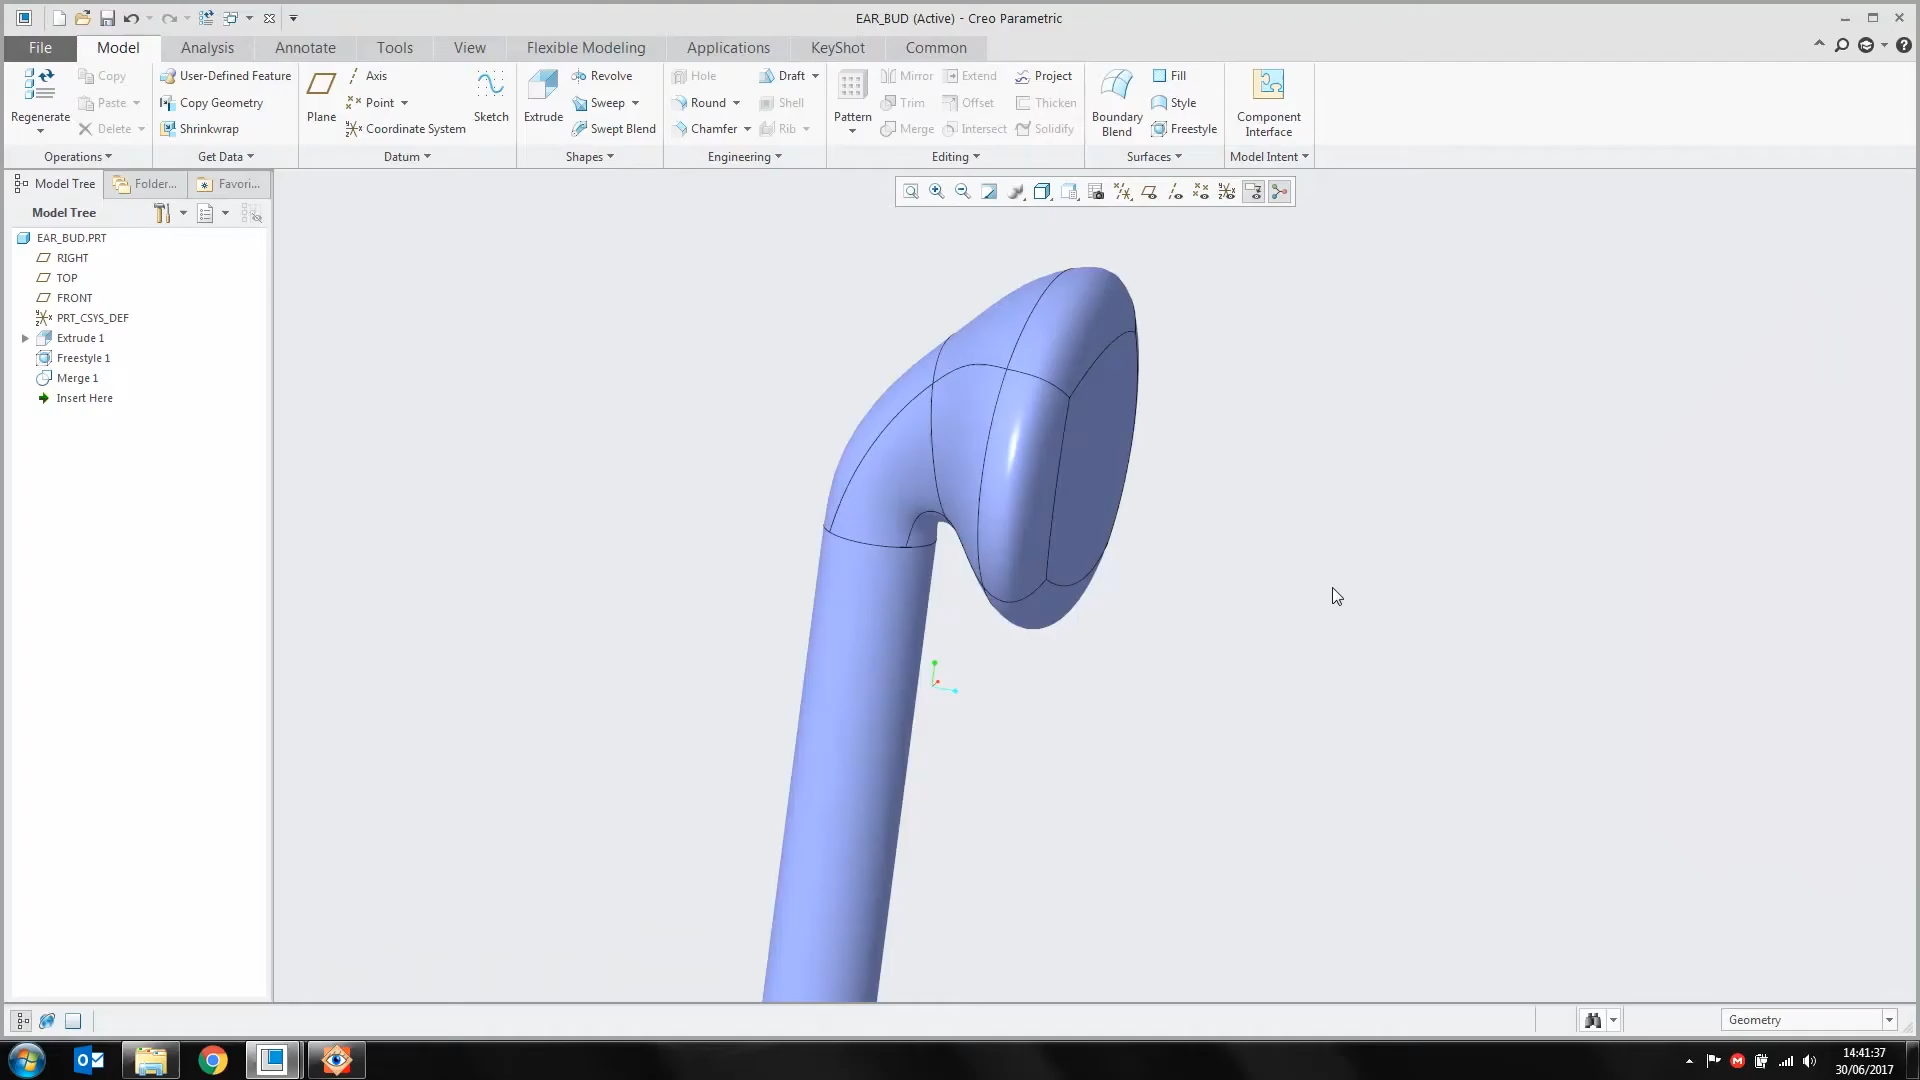 EAR_BUD (Active) - Creo Parametric
File Model Analysis Annotate Tools View Flexible Modeling Applications KeyShot Common
Regenerate
Copy
Paste
Delete
User-Defined Feature
Copy Geometry
Shrinkwrap
Plane
Axis
Point
Coordinate System
Sketch
Extrude
Revolve
Sweep
Swept Blend
Hole
Round
Chamfer
Draft
Shell
Rib
Pattern
Mirror
Trim
Merge
Extend
Offset
Intersect
Project
Thicken
Solidify
Boundary
Blend
Fill
Style
Freestyle
Component
Interface
Operations Get Data Datum Shapes Engineering Editing Surfaces Model Intent
Model Tree Folder... Favori...
Model Tree
EAR_BUD.PRT
RIGHT
TOP
FRONT
PRT_CSYS_DEF
Extrude 1
Freestyle 1
Merge 1
Insert Here
Geometry
14:41:37
30/06/2017